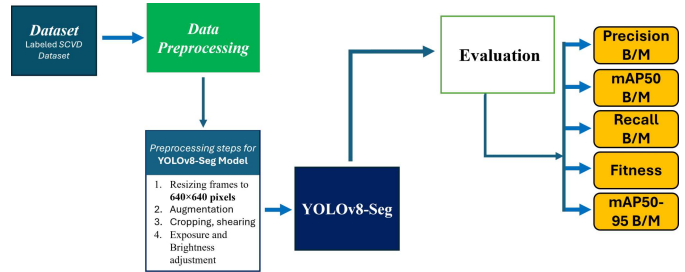 Dataset
Labeled SCVD
Dataset
Data
Preprocessing
Preprocessing steps for
YOLOv8-Seg Model
1. Resizing frames to
640×640 pixels
2. Augmentation
3. Cropping, shearing
4. Exposure and
Brightness
adjustment
YOLOv8-Seg
Evaluation
Precision
B/M
mAP50
B/M
Recall
B/M
Fitness
mAP50-
95 B/M